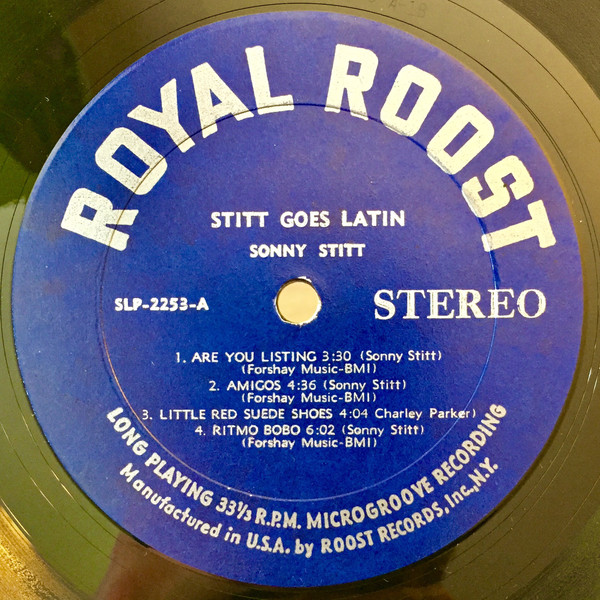 ROYAL ROOST
STITT GOES LATIN
SONNY STITT
SLP-2253-A
STEREO
1. ARE YOU LISTING 3:30 (Sonny Stitt)
(Forshay Music-BMI)
2. AMIGOS 4:36 (Sonny Stitt)
(Forshay Music-BMI)
3. LITTLE RED SUEDE SHOES 4:04 Charley Parker)
4. RITMO BOBO 6:02 (Sonny Stitt)
(Forshay Music-BMI)
LONG PLAYING 33⅓ R.P.M. MICROGROOVE RECORDING
Manufactured in U.S.A. by ROOST RECORDS, Inc., N.Y.